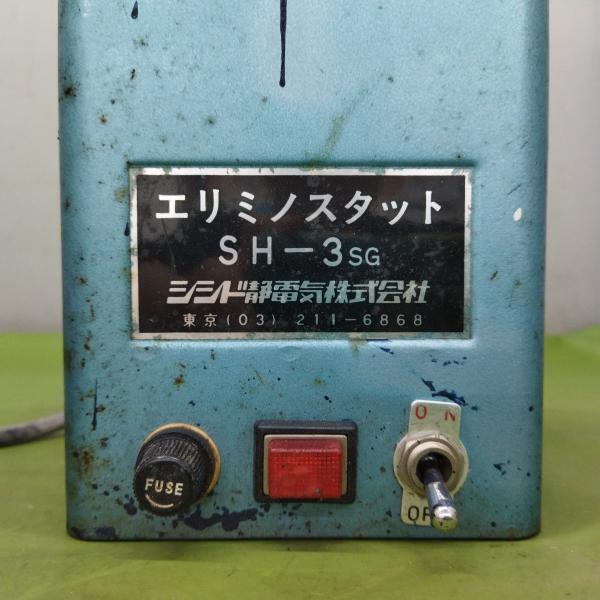 エリミノスタット
SH-3SG
シシド静電気株式会社
東京(03) 211-6868
ON
FUSE